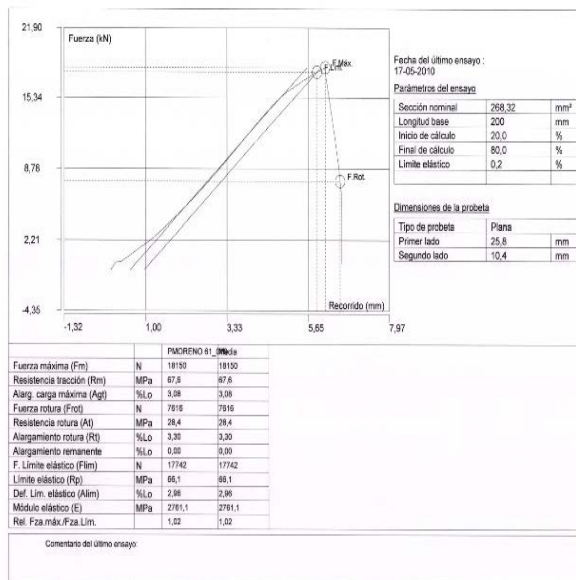 21,90
Fuerza (kN)
F.Máx.
F.Lím.
15,34
8,78
F.Rot.
2,21
Recorrido (mm)
-4,35
-1,32 1,00 3,33 5,65 7,97
Fecha del último ensayo :
17-05-2010
Parámetros del ensayo
Sección nominal 268,32 mm²
Longitud base 200 mm
Inicio de cálculo 20,0 %
Final de cálculo 80,0 %
Límite elástico 0,2 %
Dimensiones de la probeta
Tipo de probeta Plana
Primer lado 25,8 mm
Segundo lado 10,4 mm
PMORENO 61_ Media
Fuerza máxima (Fm) N 18150 18150
Resistencia tracción (Rm) MPa 67,6 67,6
Alarg. carga máxima (Agt) %Lo 3,08 3,08
Fuerza rotura (Frot) N 7616 7616
Resistencia rotura (At) MPa 28,4 28,4
Alargamiento rotura (Rt) %Lo 3,30 3,30
Alargamiento remanente %Lo 0,00 0,00
F. Límite elástico (Flim) N 17742 17742
Límite elástico (Rp) MPa 66,1 66,1
Def. Lím. elástico (Alim) %Lo 2,96 2,96
Módulo elástico (E) MPa 2761,1 2761,1
Rel. Fza.máx./Fza.Lím. 1,02 1,02
Comentario del último ensayo: